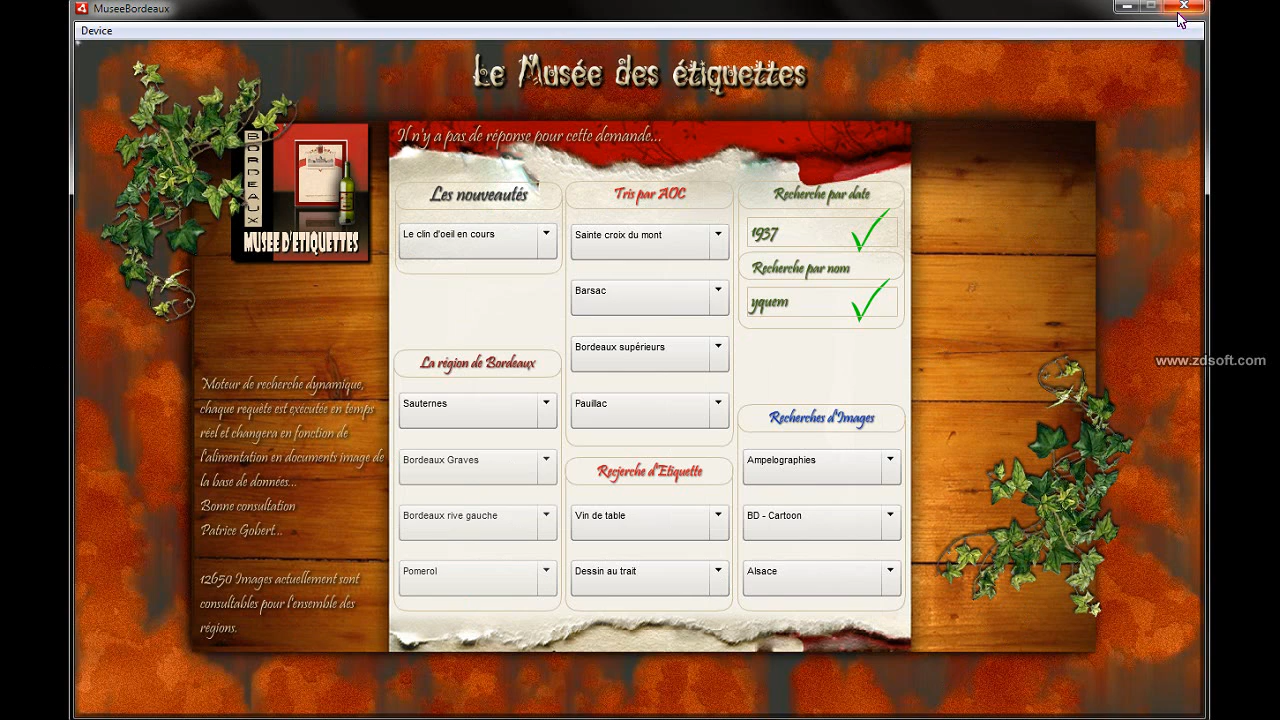 MuseeBordeaux
Device
Le Musée des étiquettes
BORDEAUX
MUSEE D'ETIQUETTES
Il n'y a pas de réponse pour cette demande...
Les nouveautés
Le clin d'oeil en cours
La région de Bordeaux
Sauternes
Bordeaux Graves
Bordeaux rive gauche
Pomerol
Tris par AOC
Sainte croix du mont
Barsac
Bordeaux supérieurs
Pauillac
Recjerche d'Etiquette
Vin de table
Dessin au trait
Recherche par date
1937
Recherche par nom
yquem
Recherches d'Images
Ampelographies
BD - Cartoon
Alsace
Moteur de recherche dynamique,
chaque requète est exécutée en temps
réel et changera en fonction de
l'alimentation en documents image de
la base de données...
Bonne consultation
Patrice Gobert...
12650 Images actuellement sont
consultables pour l'ensemble des
régions.
www.zdsoft.com